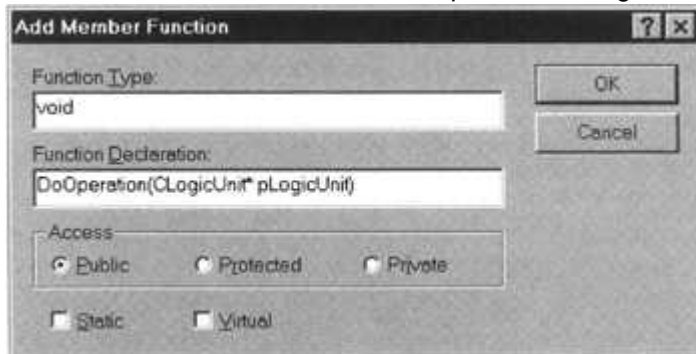 Add Member Function
Function Type:
void
OK
Cancel
Function Declaration:
DoOperation(CLogicUnit* pLogicUnit)
Access
Public Protected Private
Static Virtual